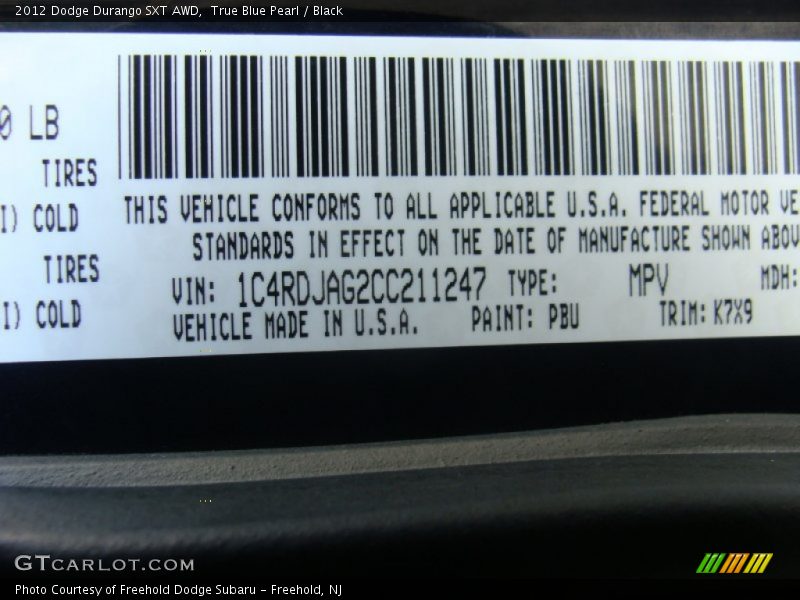 2012 Dodge Durango SXT AWD,  True Blue Pearl / Black
0 LB
TIRES
I) COLD
TIRES
I) COLD
THIS VEHICLE CONFORMS TO ALL APPLICABLE U.S.A. FEDERAL MOTOR VE
STANDARDS IN EFFECT ON THE DATE OF MANUFACTURE SHOWN ABOV
VIN: 1C4RDJAG2CC211247 TYPE: MPV MDH:
VEHICLE MADE IN U.S.A. PAINT: PBU TRIM: K7X9
GTCARLOT.COM
Photo Courtesy of Freehold Dodge Subaru - Freehold, NJ